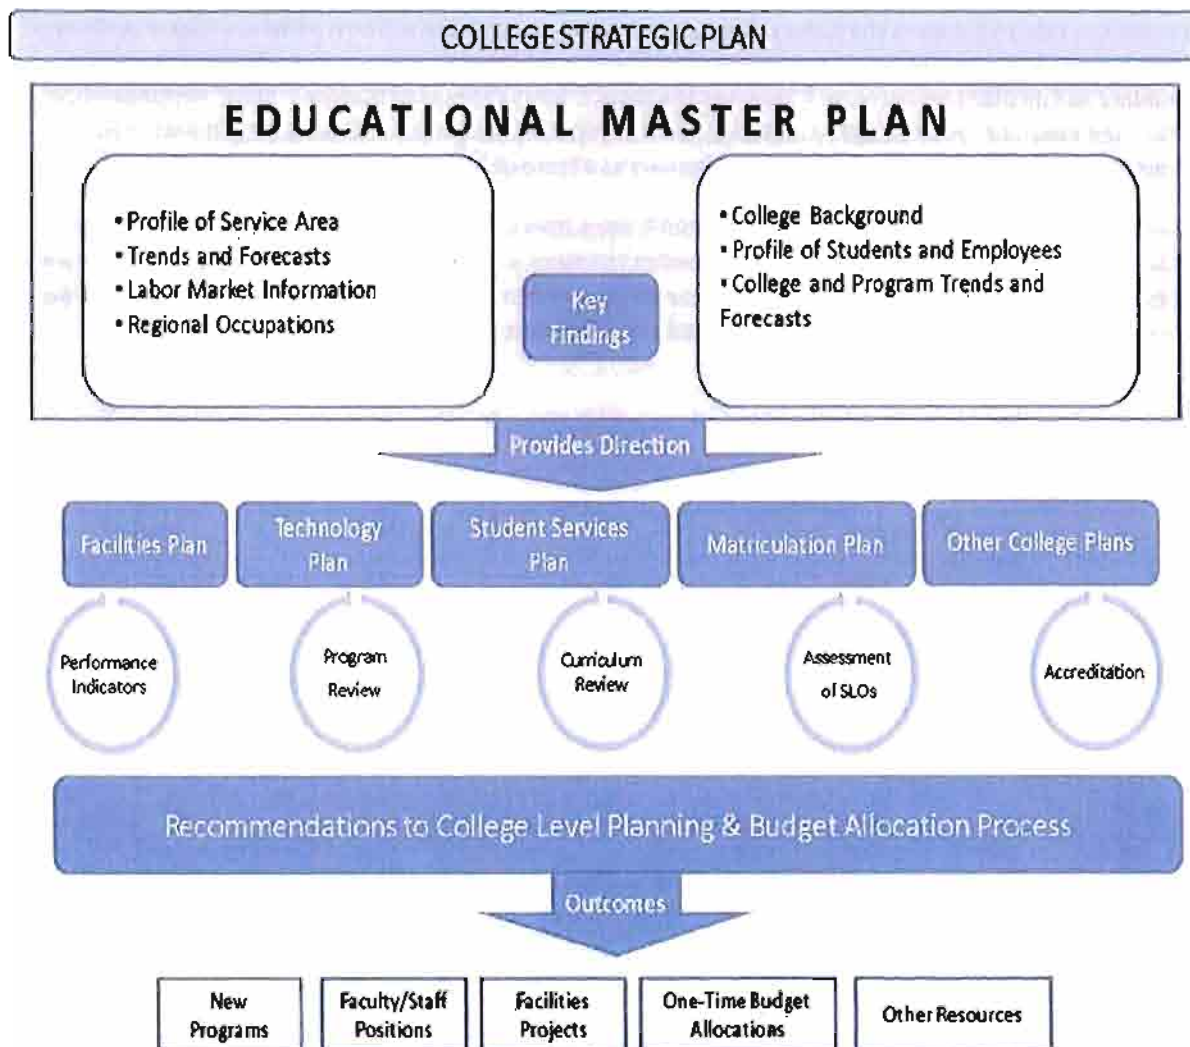 COLLEGE STRATEGIC PLAN
EDUCATIONAL MASTER PLAN
• Profile of Service Area
• Trends and Forecasts
• Labor Market Information
• Regional Occupations
Key
Findings
• College Background
• Profile of Students and Employees
• College and Program Trends and
Forecasts
Provides Direction
Facilities Plan
Technology
Plan
Student Services
Plan
Matriculation Plan
Other College Plans
Performance
Indicators
Program
Review
Curriculum
Review
Assessment
of SLOs
Accreditation
Recommendations to College Level Planning & Budget Allocation Process
Outcomes
New
Programs
Faculty/Staff
Positions
Facilities
Projects
One-Time Budget
Allocations
Other Resources